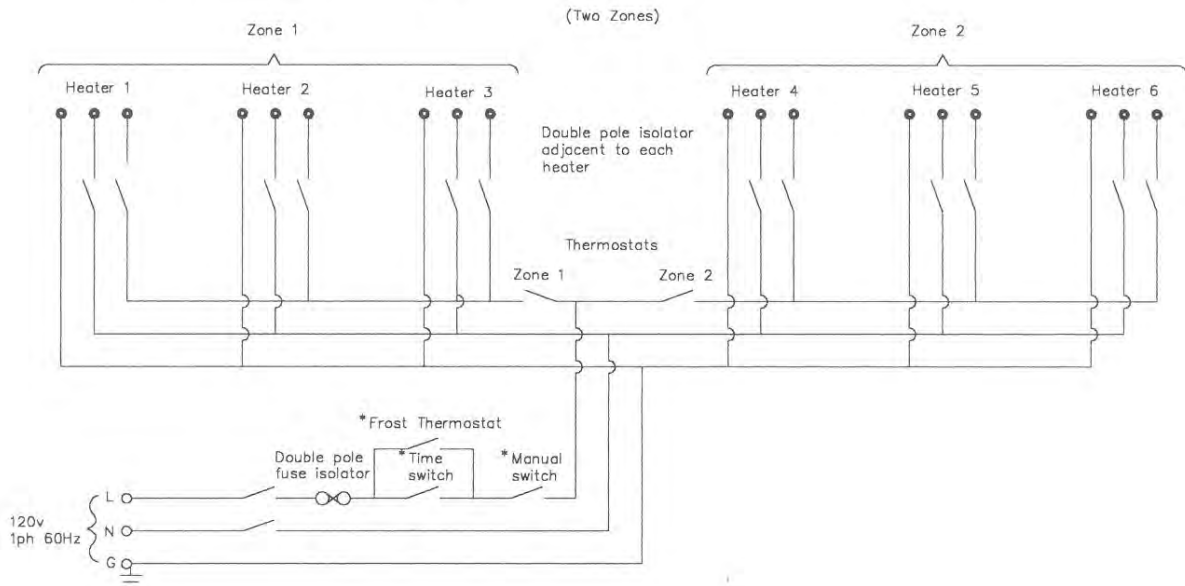 (Two Zones)
Zone 1
Zone 2
Heater 1
Heater 2
Heater 3
Heater 4
Heater 5
Heater 6
Double pole isolator
adjacent to each
heater
Thermostats
Zone 1
Zone 2
*Frost Thermostat
Double pole
fuse isolator
*Time
switch
*Manual
switch
L
120v
1ph 60Hz
N
G